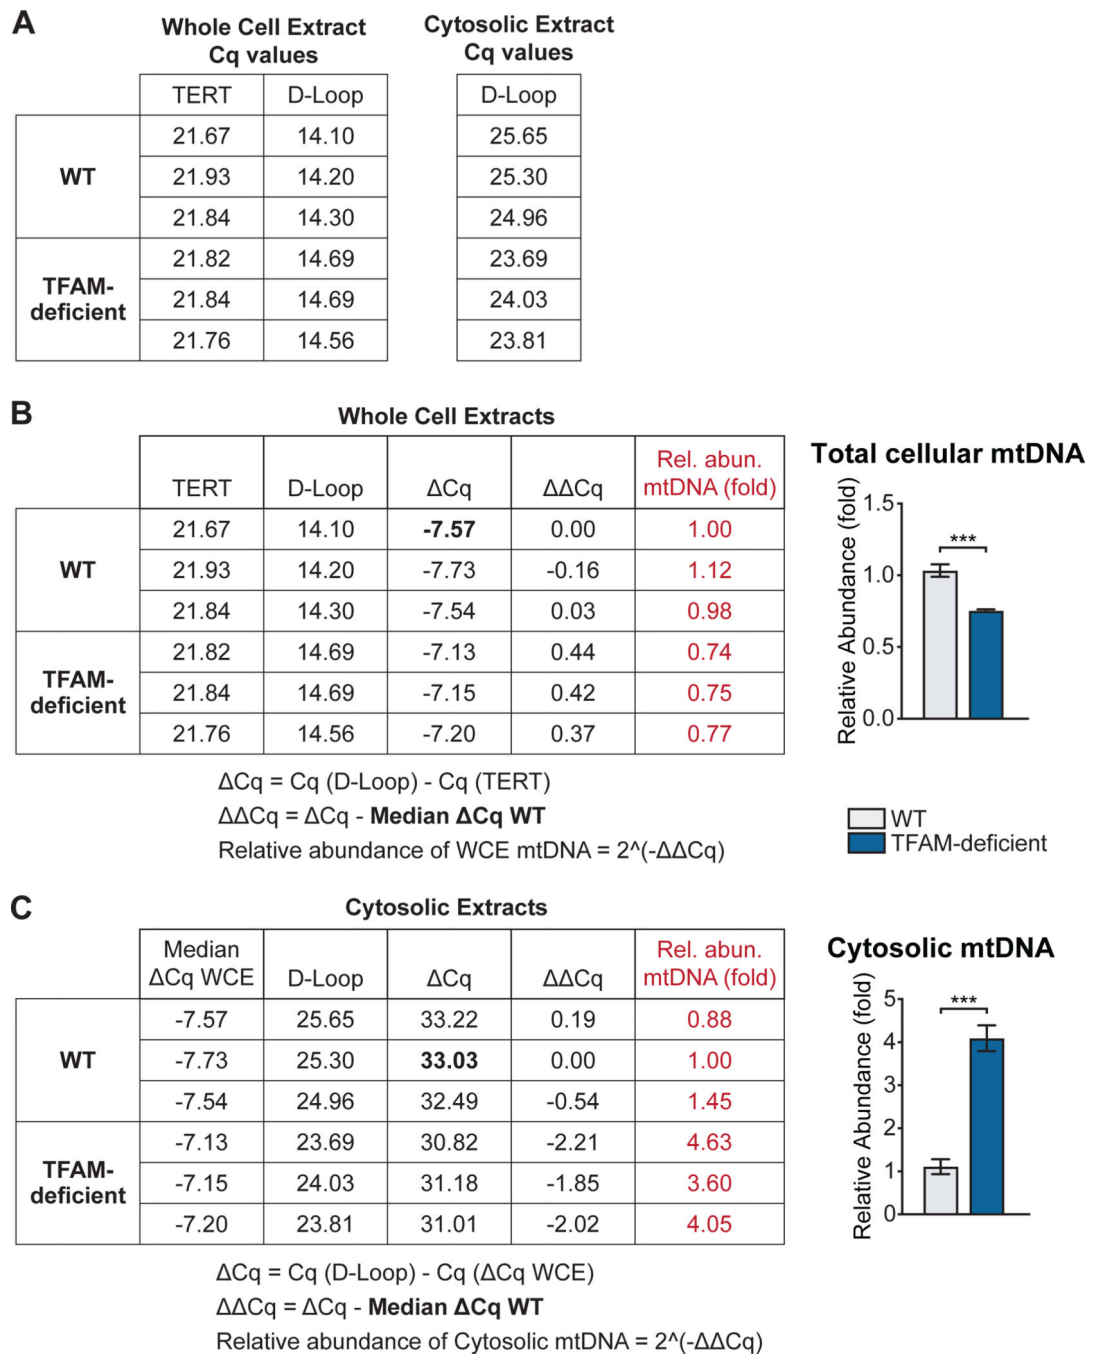 A
Whole Cell Extract
Cq values
Cytosolic Extract
Cq values
TERT D-Loop D-Loop
WT
21.67 14.10 25.65
21.93 14.20 25.30
21.84 14.30 24.96
TFAM-
deficient
21.82 14.69 23.69
21.84 14.69 24.03
21.76 14.56 23.81
B
Whole Cell Extracts
TERT D-Loop ΔCq ΔΔCq Rel. abun.
mtDNA (fold)
WT
21.67 14.10 -7.57 0.00 1.00
21.93 14.20 -7.73 -0.16 1.12
21.84 14.30 -7.54 0.03 0.98
TFAM-
deficient
21.82 14.69 -7.13 0.44 0.74
21.84 14.69 -7.15 0.42 0.75
21.76 14.56 -7.20 0.37 0.77
ΔCq = Cq (D-Loop) - Cq (TERT)
ΔΔCq = ΔCq - Median ΔCq WT
Relative abundance of WCE mtDNA = 2^(-ΔΔCq)
Total cellular mtDNA
Relative Abundance (fold)
1.5
1.0
0.5
0.0
***
WT
TFAM-deficient
C
Cytosolic Extracts
Median
ΔCq WCE D-Loop ΔCq ΔΔCq Rel. abun.
mtDNA (fold)
WT
-7.57 25.65 33.22 0.19 0.88
-7.73 25.30 33.03 0.00 1.00
-7.54 24.96 32.49 -0.54 1.45
TFAM-
deficient
-7.13 23.69 30.82 -2.21 4.63
-7.15 24.03 31.18 -1.85 3.60
-7.20 23.81 31.01 -2.02 4.05
ΔCq = Cq (D-Loop) - Cq (ΔCq WCE)
ΔΔCq = ΔCq - Median ΔCq WT
Relative abundance of Cytosolic mtDNA = 2^(-ΔΔCq)
Cytosolic mtDNA
Relative Abundance (fold)
5
4
3
2
1
0
***